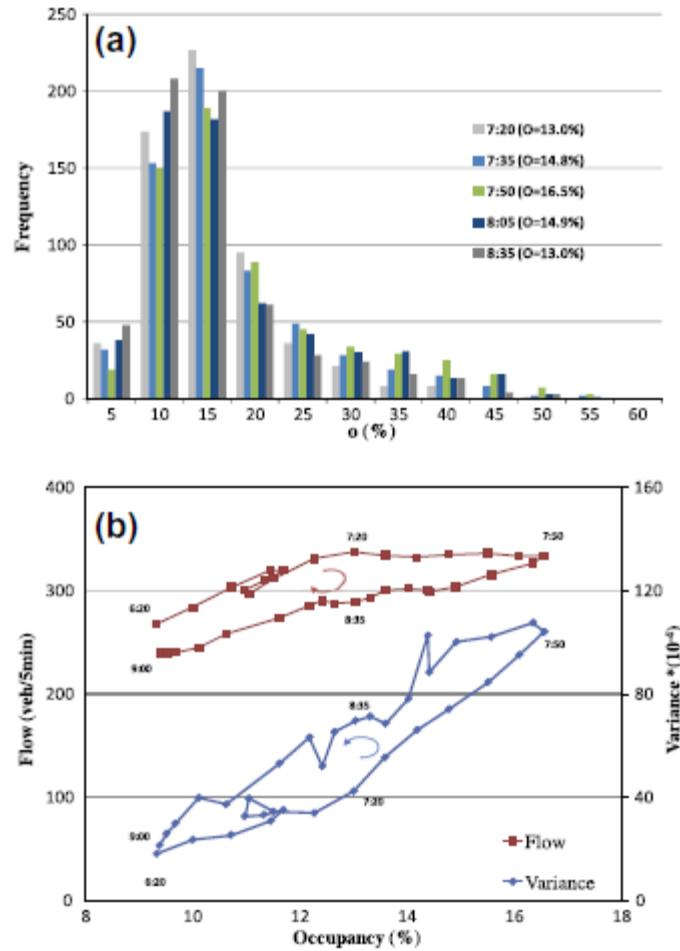 (a)
250
200
150
100
50
0
Frequency
7:20 (O=13.0%)
7:35 (O=14.8%)
7:50 (O=16.5%)
8:05 (O=14.9%)
8:35 (O=13.0%)
5 10 15 20 25 30 35 40 45 50 55 60
o (%)
(b)
400
300
200
100
0
Flow (veh/5min)
160
120
80
40
0
Variance *(10⁻⁴)
7:20
7:50
6:20
8:35
9:00
7:50
8:35
7:20
9:00
6:20
Flow
Variance
8 10 12 14 16 18
Occupancy (%)